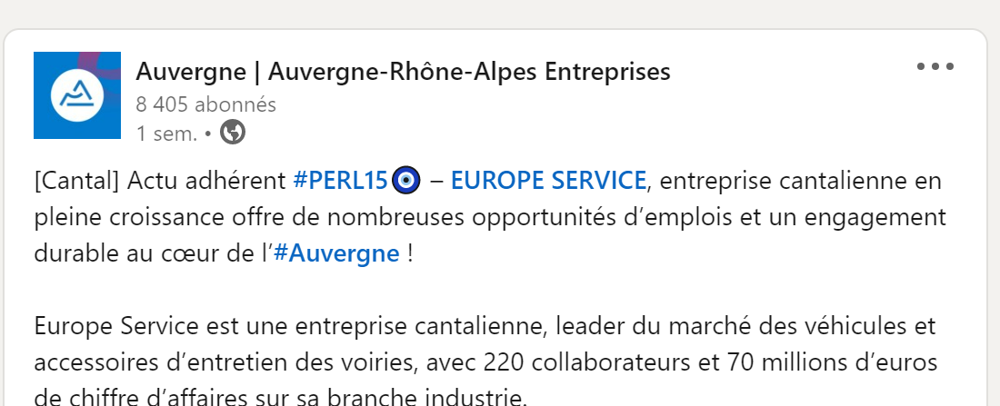 Auvergne | Auvergne-Rhône-Alpes Entreprises
8 405 abonnés
1 sem. •
[Cantal] Actu adhérent #PERL15🧿 – EUROPE SERVICE, entreprise cantalienne en
pleine croissance offre de nombreuses opportunités d’emplois et un engagement
durable au cœur de l’#Auvergne !
Europe Service est une entreprise cantalienne, leader du marché des véhicules et
accessoires d’entretien des voiries, avec 220 collaborateurs et 70 millions d’euros
de chiffre d’affaires sur sa branche industrie.